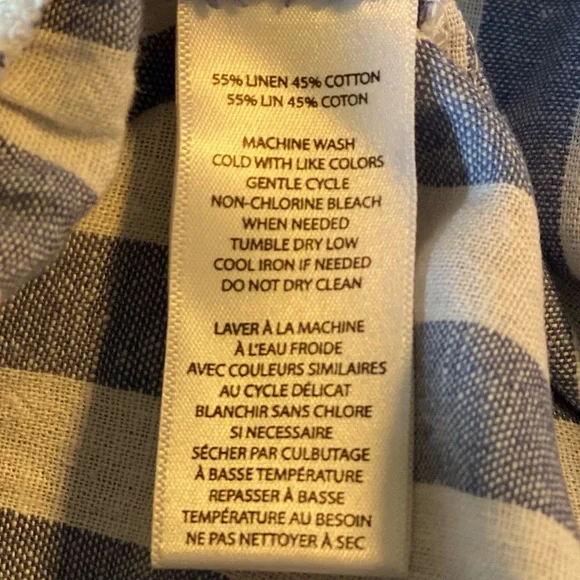 55% LINEN 45% COTTON
55% LIN 45% COTON
MACHINE WASH
COLD WITH LIKE COLORS
GENTLE CYCLE
NON-CHLORINE BLEACH
WHEN NEEDED
TUMBLE DRY LOW
COOL IRON IF NEEDED
DO NOT DRY CLEAN
LAVER À LA MACHINE
À L'EAU FROIDE
AVEC COULEURS SIMILAIRES
AU CYCLE DÉLICAT
BLANCHIR SANS CHLORE
SI NECESSAIRE
SÉCHER PAR CULBUTAGE
À BASSE TEMPÉRATURE
REPASSER À BASSE
TEMPÉRATURE AU BESOIN
NE PAS NETTOYER À SEC